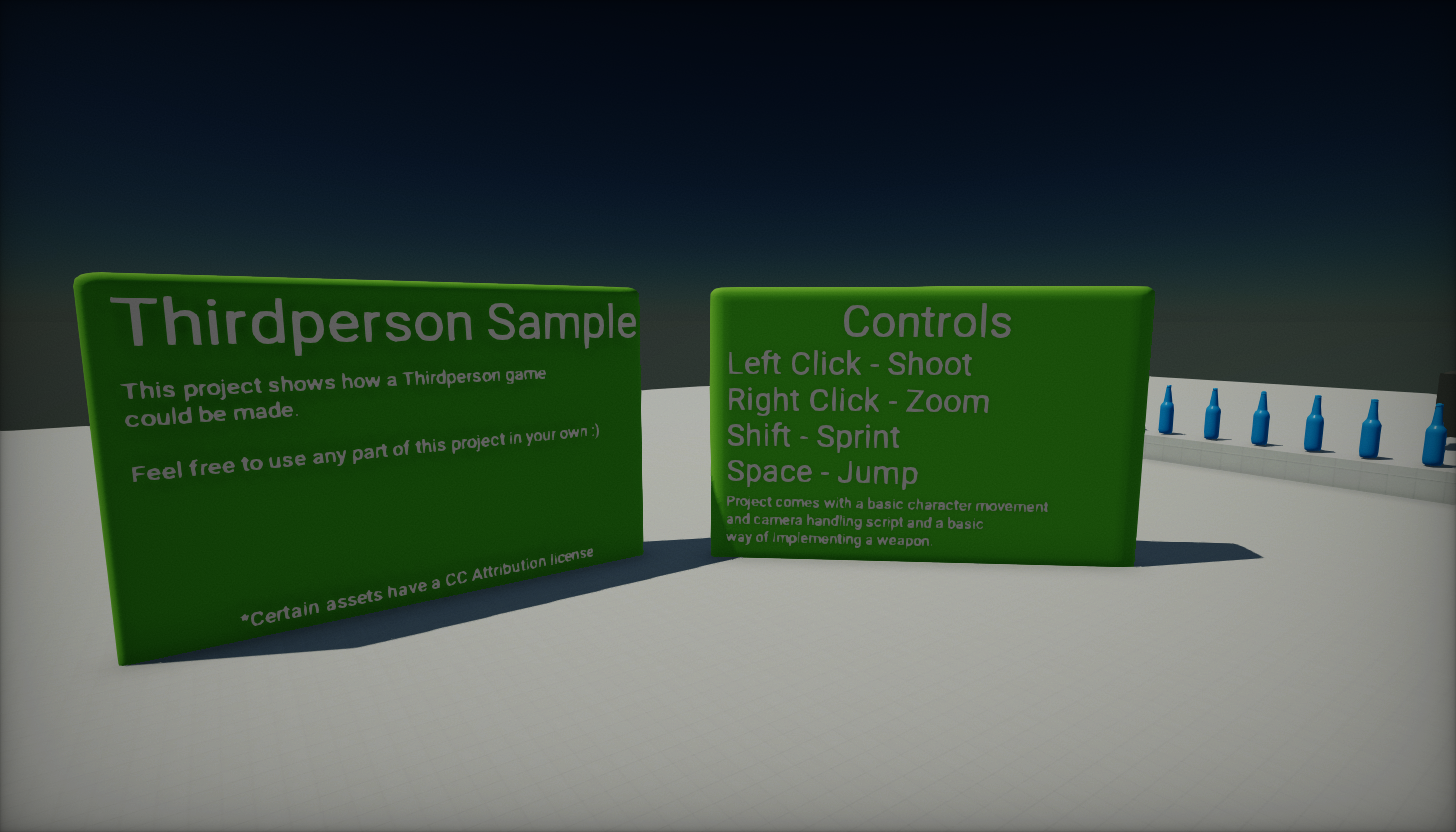 Thirdperson Sample
This project shows how a Thirdperson game
could be made.
Feel free to use any part of this project in your own :)
*Certain assets have a CC Attribution license
Controls
Left Click - Shoot
Right Click - Zoom
Shift - Sprint
Space - Jump
Project comes with a basic character movement
and camera handling script and a basic
way of implementing a weapon.